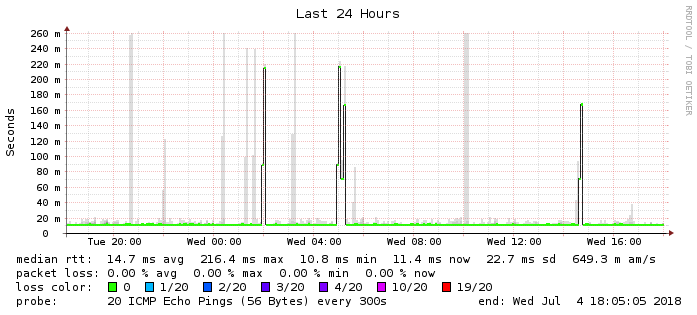 Last 24 Hours
RRDTOOL / TOBI OETIKER
Seconds
260 m
240 m
220 m
200 m
180 m
160 m
140 m
120 m
100 m
80 m
60 m
40 m
20 m
0
Tue 20:00 Wed 00:00 Wed 04:00 Wed 08:00 Wed 12:00 Wed 16:00
median rtt: 14.7 ms avg 216.4 ms max 10.8 ms min 11.4 ms now 22.7 ms sd 649.3 m am/s
packet loss: 0.00 % avg 0.00 % max 0.00 % min 0.00 % now
loss color: 0 1/20 2/20 3/20 4/20 10/20 19/20
probe: 20 ICMP Echo Pings (56 Bytes) every 300s end: Wed Jul 4 18:05:05 2018